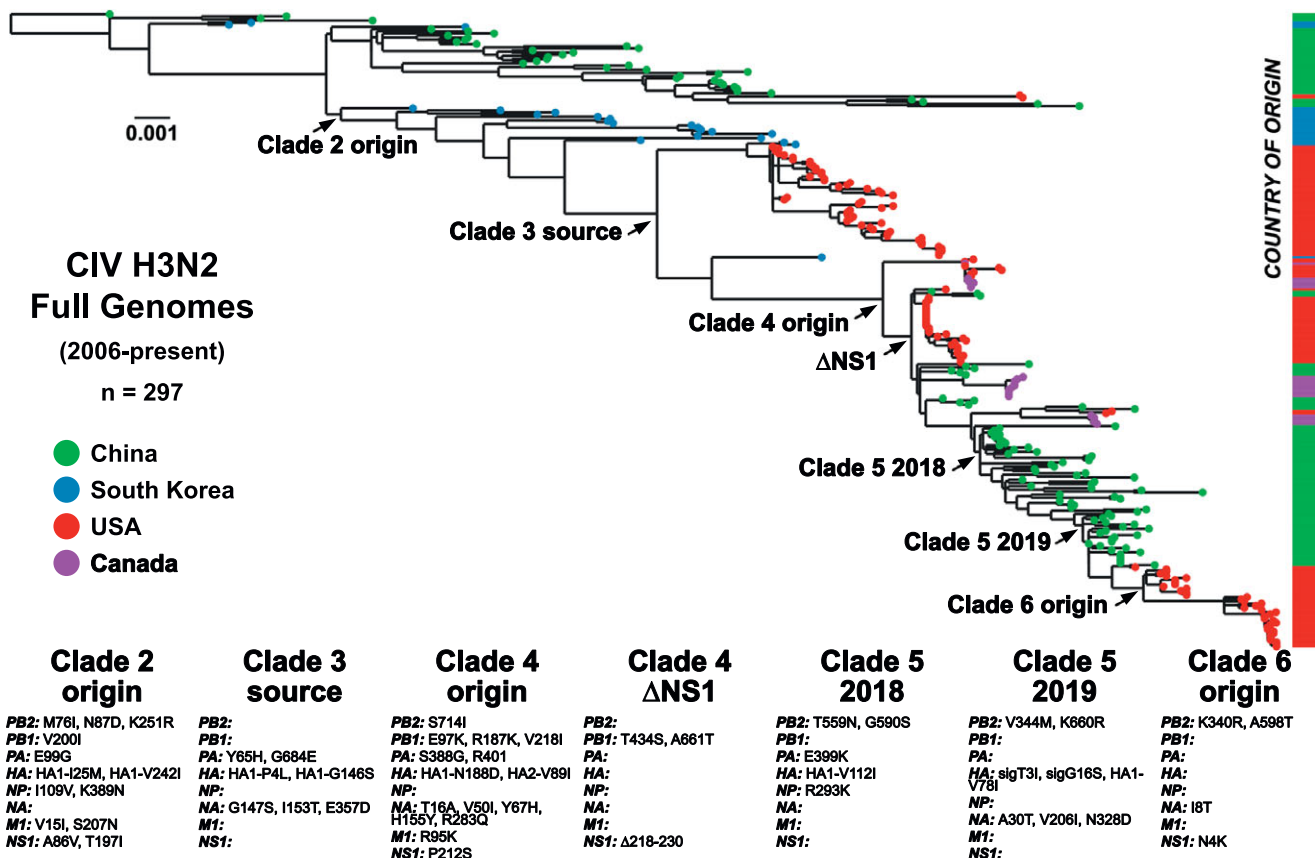 0.001
Clade 2 origin
Clade 3 source
Clade 4 origin
ΔNS1
Clade 5 2018
Clade 5 2019
Clade 6 origin
COUNTRY OF ORIGIN
CIV H3N2
Full Genomes
(2006-present)
n = 297
China
South Korea
USA
Canada
Clade 2
origin
PB2: M76I, N87D, K251R
PB1: V200I
PA: E99G
HA: HA1-I25M, HA1-V242I
NP: I109V, K389N
NA:
M1: V15I, S207N
NS1: A86V, T197I
Clade 3
source
PB2:
PB1:
PA: Y65H, G684E
HA: HA1-P4L, HA1-G146S
NP:
NA: G147S, I153T, E357D
M1:
NS1:
Clade 4
origin
PB2: S714I
PB1: E97K, R187K, V218I
PA: S388G, R401
HA: HA1-N188D, HA2-V89I
NP:
NA: T16A, V50I, Y67H,
H155Y, R283Q
M1: R95K
NS1: P212S
Clade 4
ΔNS1
PB2:
PB1: T434S, A661T
PA:
HA:
NP:
NA:
M1:
NS1: Δ218-230
Clade 5
2018
PB2: T559N, G590S
PB1:
PA: E399K
HA: HA1-V112I
NP: R293K
NA:
M1:
NS1:
Clade 5
2019
PB2: V344M, K660R
PB1:
PA:
HA: sigT3I, sigG16S, HA1-
V78I
NP:
NA: A30T, V206I, N328D
M1:
NS1:
Clade 6
origin
PB2: K340R, A598T
PB1:
PA:
HA:
NP:
NA: I8T
M1:
NS1: N4K